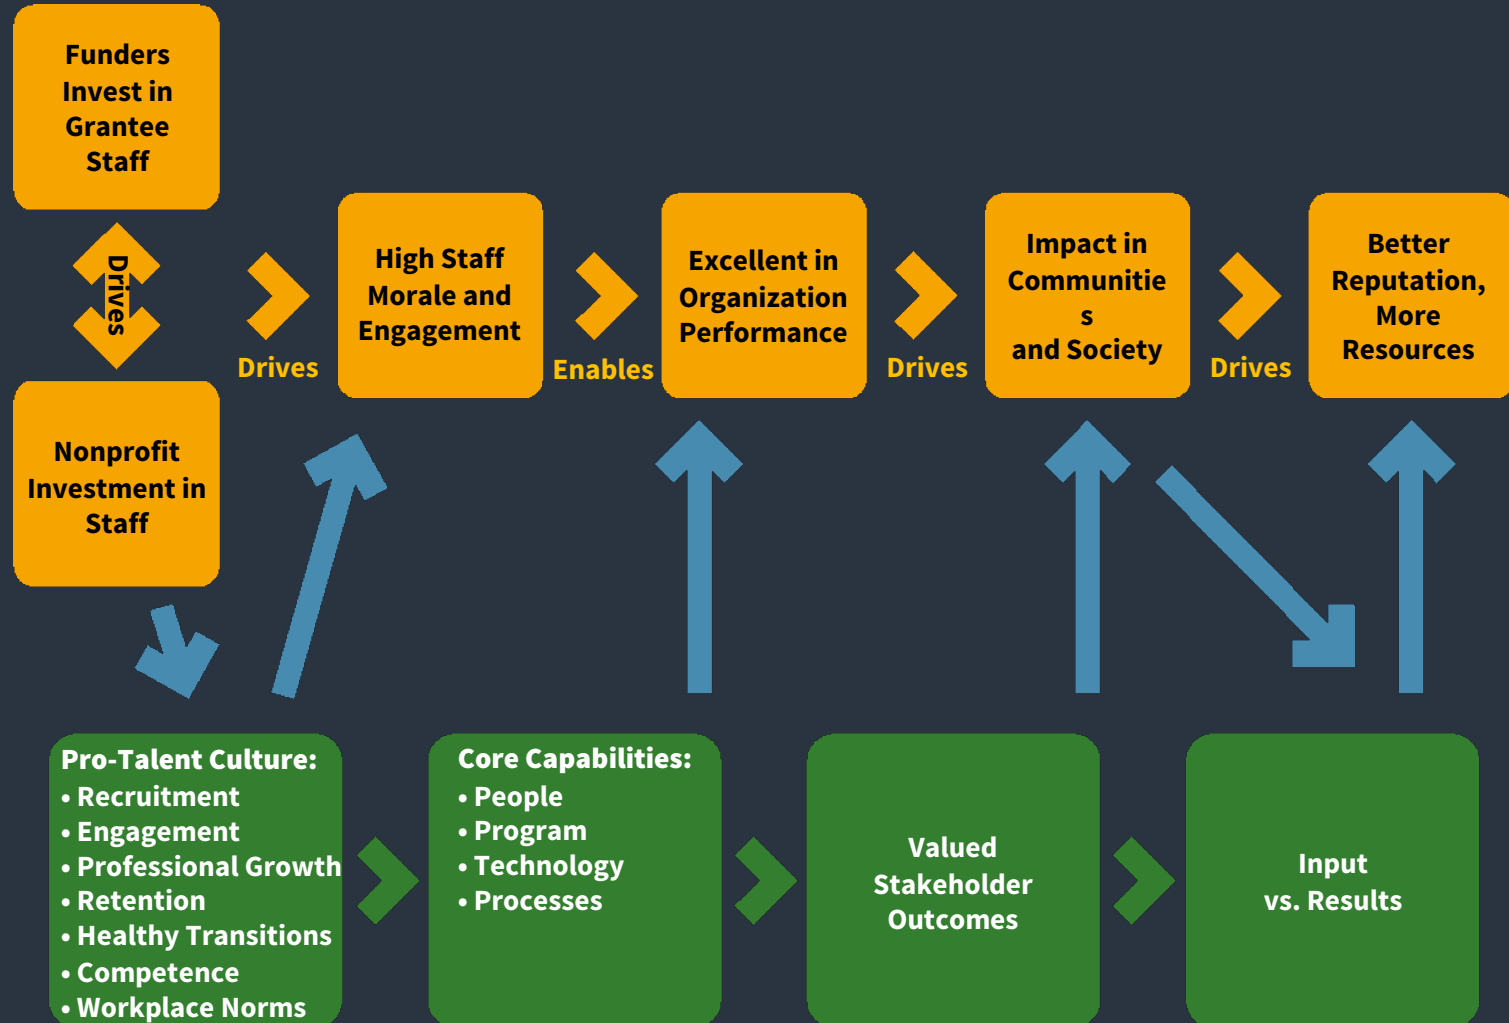 Funders
Invest in
Grantee
Staff
Drives
Nonprofit
Investment in
Staff
Drives
High Staff
Morale and
Engagement
Enables
Excellent in
Organization
Performance
Drives
Impact in
Communitie
s
and Society
Drives
Better
Reputation,
More
Resources
Pro-Talent Culture:
• Recruitment
• Engagement
• Professional Growth
• Retention
• Healthy Transitions
• Competence
• Workplace Norms
Core Capabilities:
• People
• Program
• Technology
• Processes
Valued
Stakeholder
Outcomes
Input
vs. Results